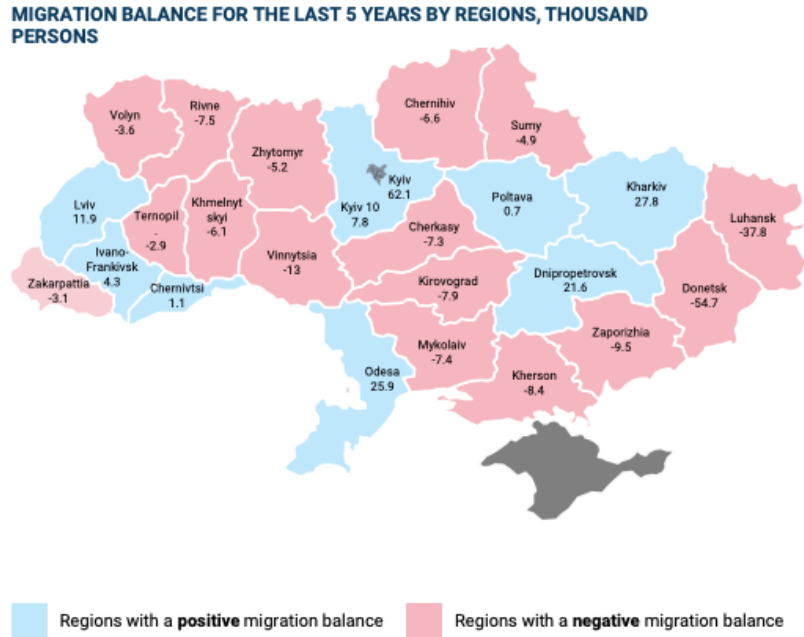 MIGRATION BALANCE FOR THE LAST 5 YEARS BY REGIONS, THOUSAND
PERSONS
Volyn
-3.6
Rivne
-7.5
Zhytomyr
-5.2
Chernihiv
-6.6
Sumy
-4.9
Kyiv
62.1
Kyiv 10
7.8
Lviv
11.9
Ternopil
-
-2.9
Khmelnyt
skyi
-6.1
Vinnytsia
-13
Cherkasy
-7.3
Poltava
0.7
Kharkiv
27.8
Luhansk
-37.8
Zakarpattia
-3.1
Ivano-
Frankivsk
4.3
Chernivtsi
1.1
Kirovograd
-7.9
Dnipropetrovsk
21.6
Donetsk
-54.7
Zaporizhia
-9.5
Mykolaiv
-7.4
Odesa
25.9
Kherson
-8.4
Regions with a positive migration balance
Regions with a negative migration balance